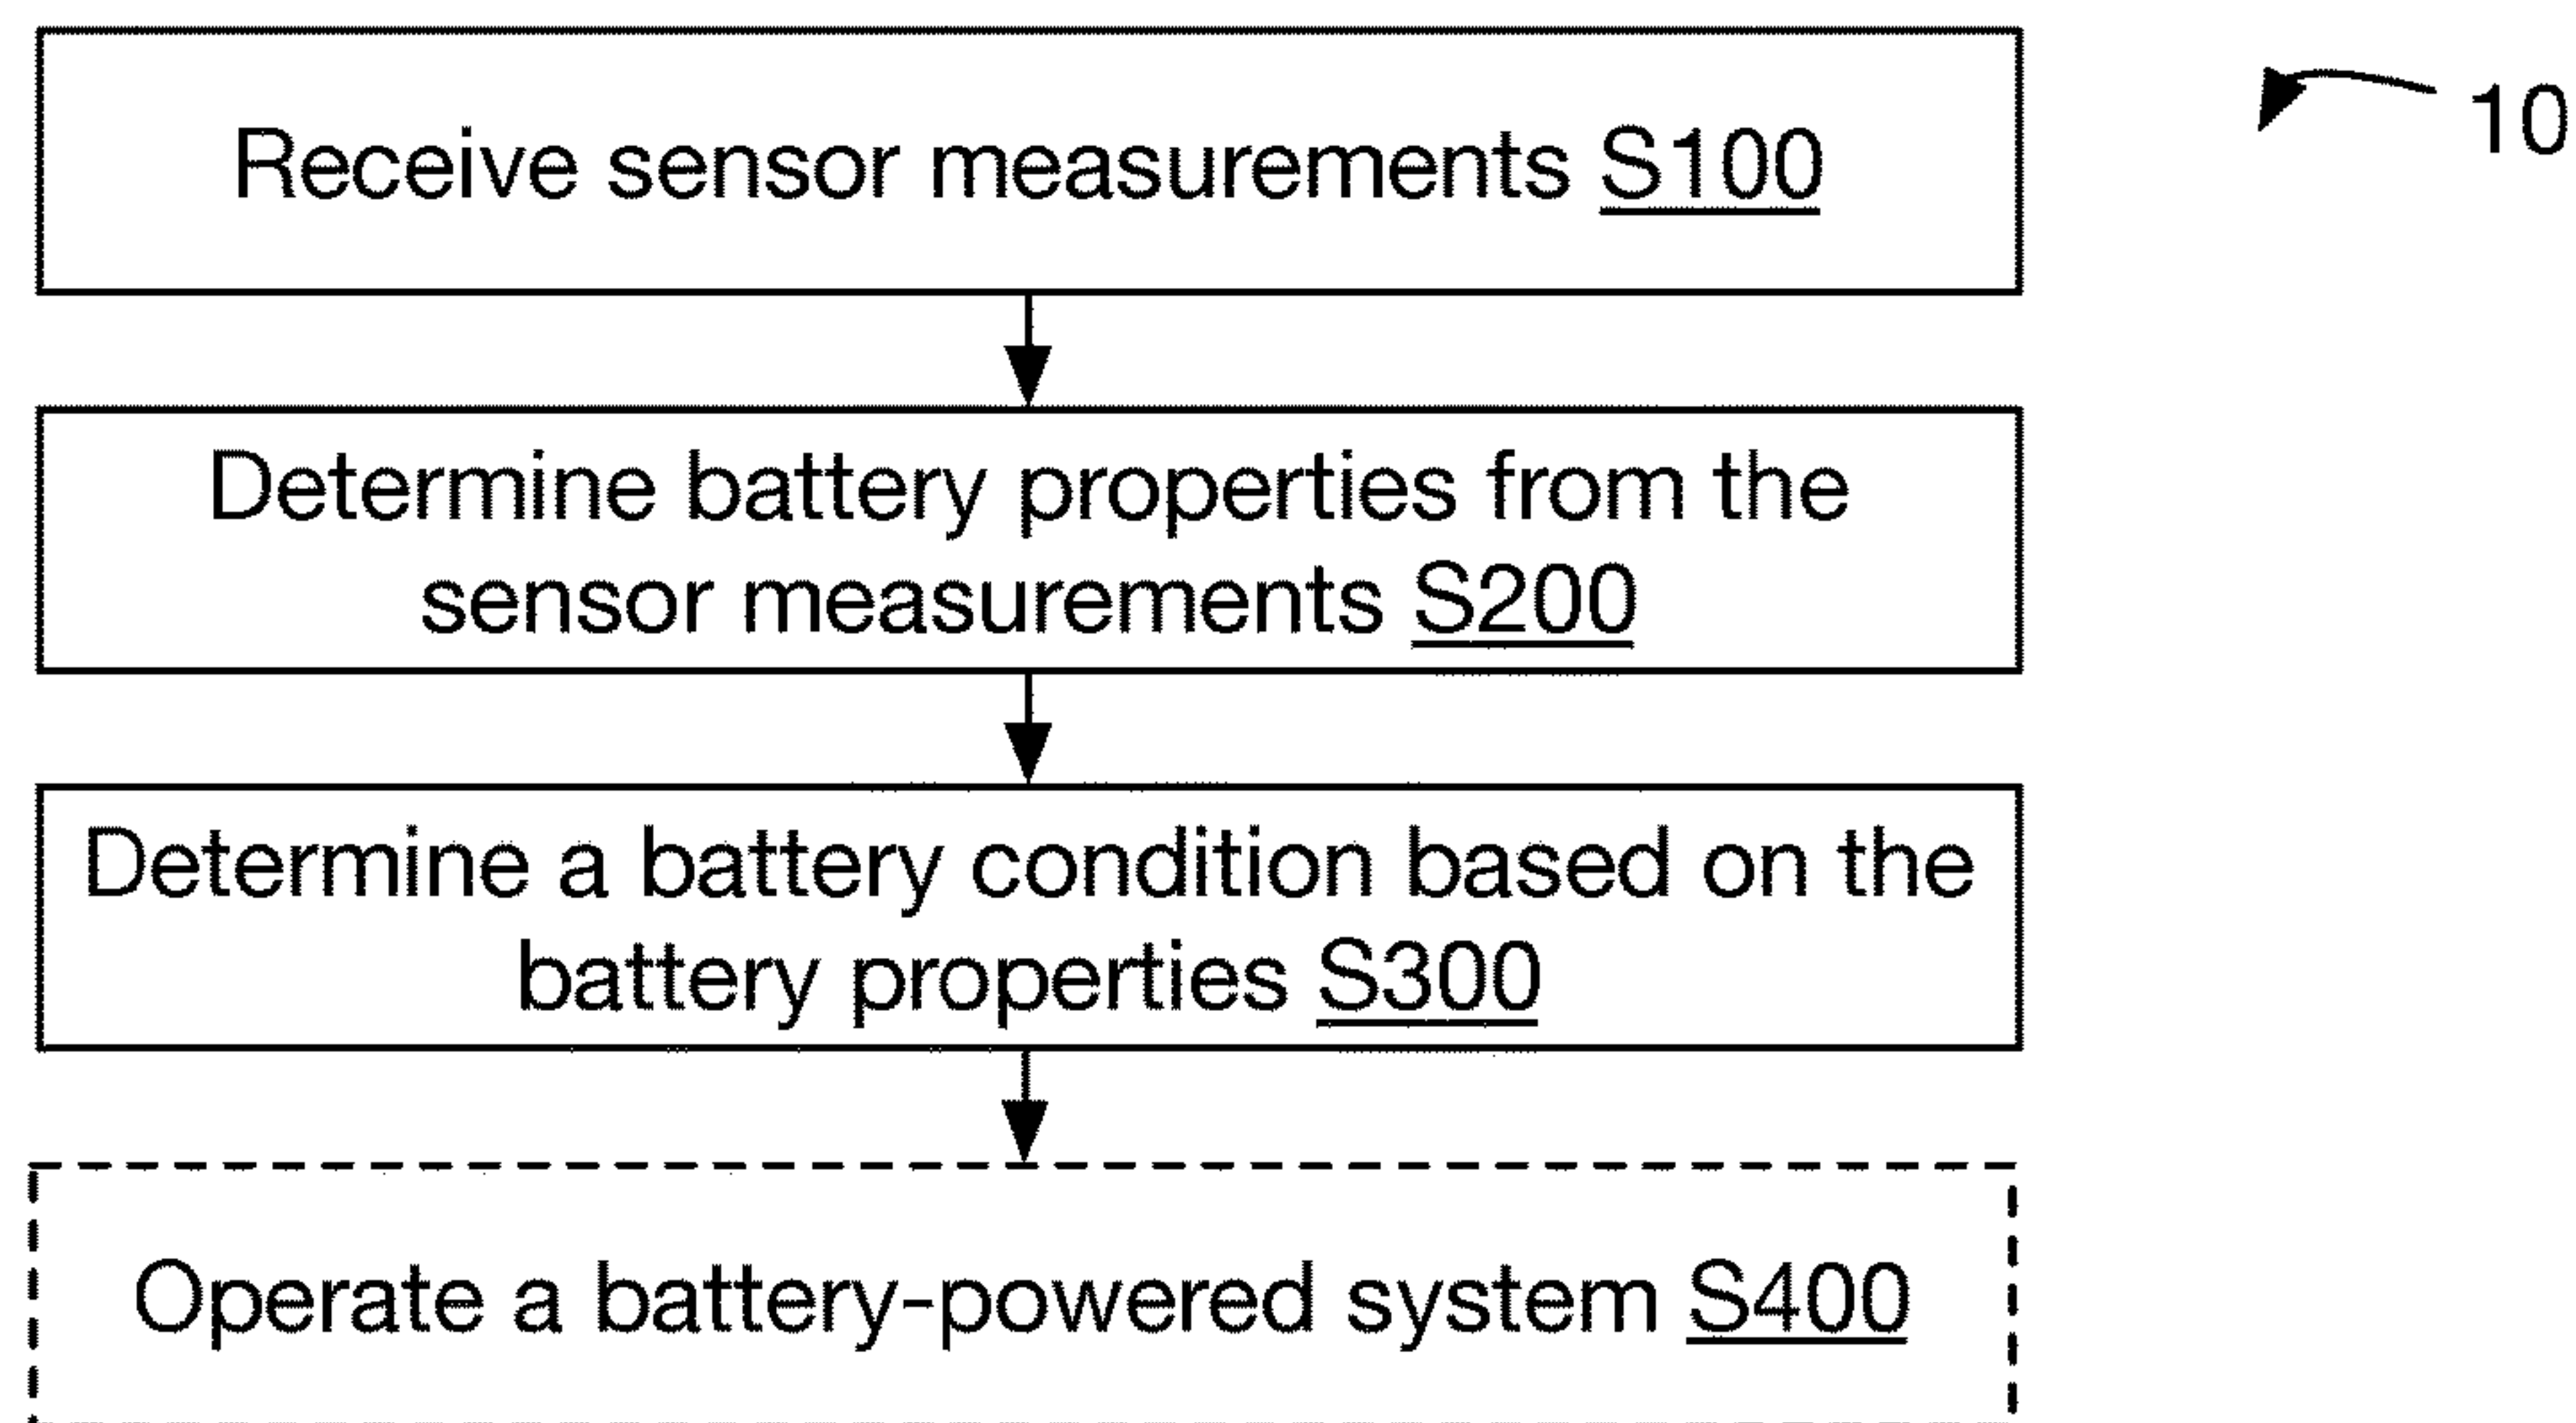 Receive sensor measurements S100
10
Determine battery properties from the
sensor measurements S200
Determine a battery condition based on the
battery properties S300
Operate a battery-powered system S400